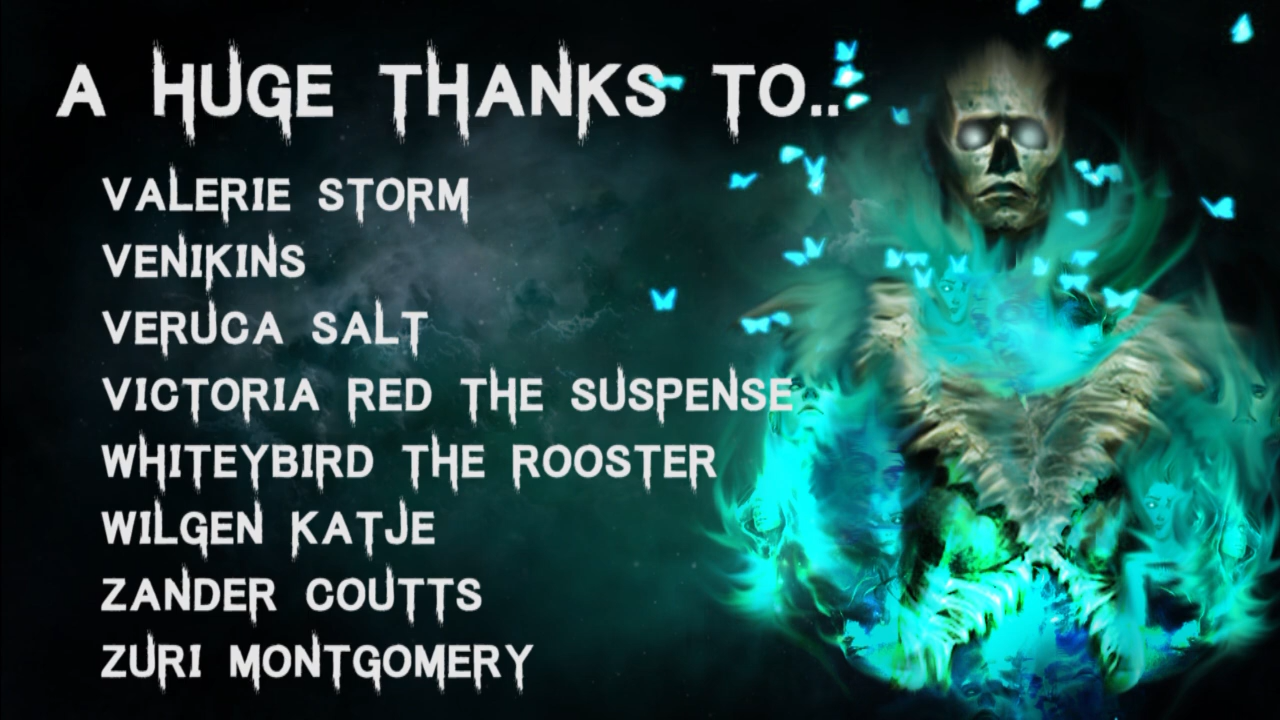 A HUGE THANKS TO..
VALERIE STORM
VENIKINS
VERUCA SALT
VICTORIA RED THE SUSPENSE
WHITEYBIRD THE ROOSTER
WILGEN KATJE
ZANDER COUTTS
ZURI MONTGOMERY